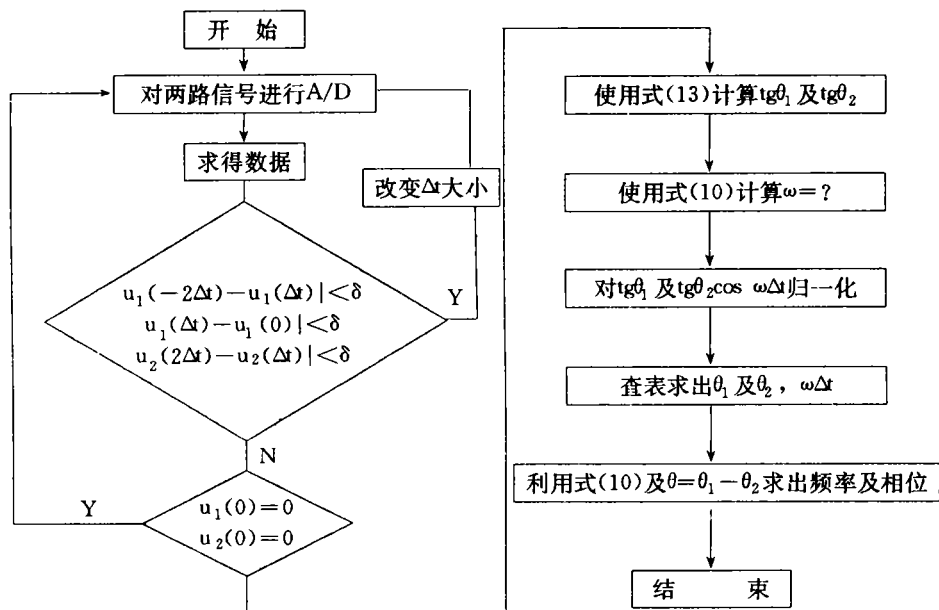 开 始
对两路信号进行A/D
求得数据
改变Δt大小
u₁(-2Δt)-u₁(Δt)|<δ
u₁(Δt)-u₁(0)|<δ
u₂(2Δt)-u₂(Δt)|<δ
Y
N
u₁(0)=0
u₂(0)=0
Y
使用式(13)计算tgθ₁及tgθ₂
使用式(10)计算ω=?
对tgθ₁及tgθ₂cos ωΔt归一化
查表求出θ₁及θ₂，ωΔt
利用式(10)及θ=θ₁-θ₂求出频率及相位
结 束